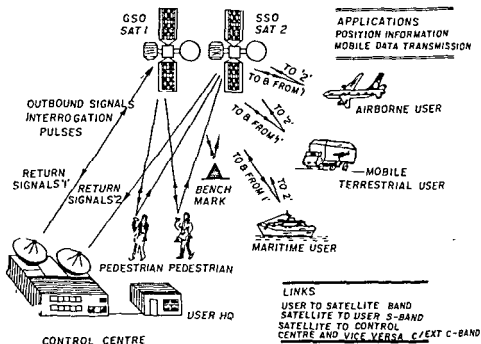 GSO
SAT 1
SSO
SAT 2
APPLICATIONS
POSITION INFORMATION
MOBILE DATA TRANSMISSION
OUTBOUND SIGNALS
INTERROGATION
PULSES
TO '2'
TO & FROM 1'
AIRBORNE USER
TO '2'
TO & FROM '1'
MOBILE
TERRESTRIAL USER
RETURN
SIGNALS '1'
RETURN
SIGNALS '2
BENCH
MARK
TO '2'
TO & FROM 1'
MARITIME USER
PEDESTRIAN PEDESTRIAN
USER HQ
CONTROL CENTRE
LINKS
USER TO SATELLITE BAND
SATELLITE TO USER S-BAND
SATELLITE TO CONTROL
CENTRE AND VICE VERSA C/EXT C-BAND